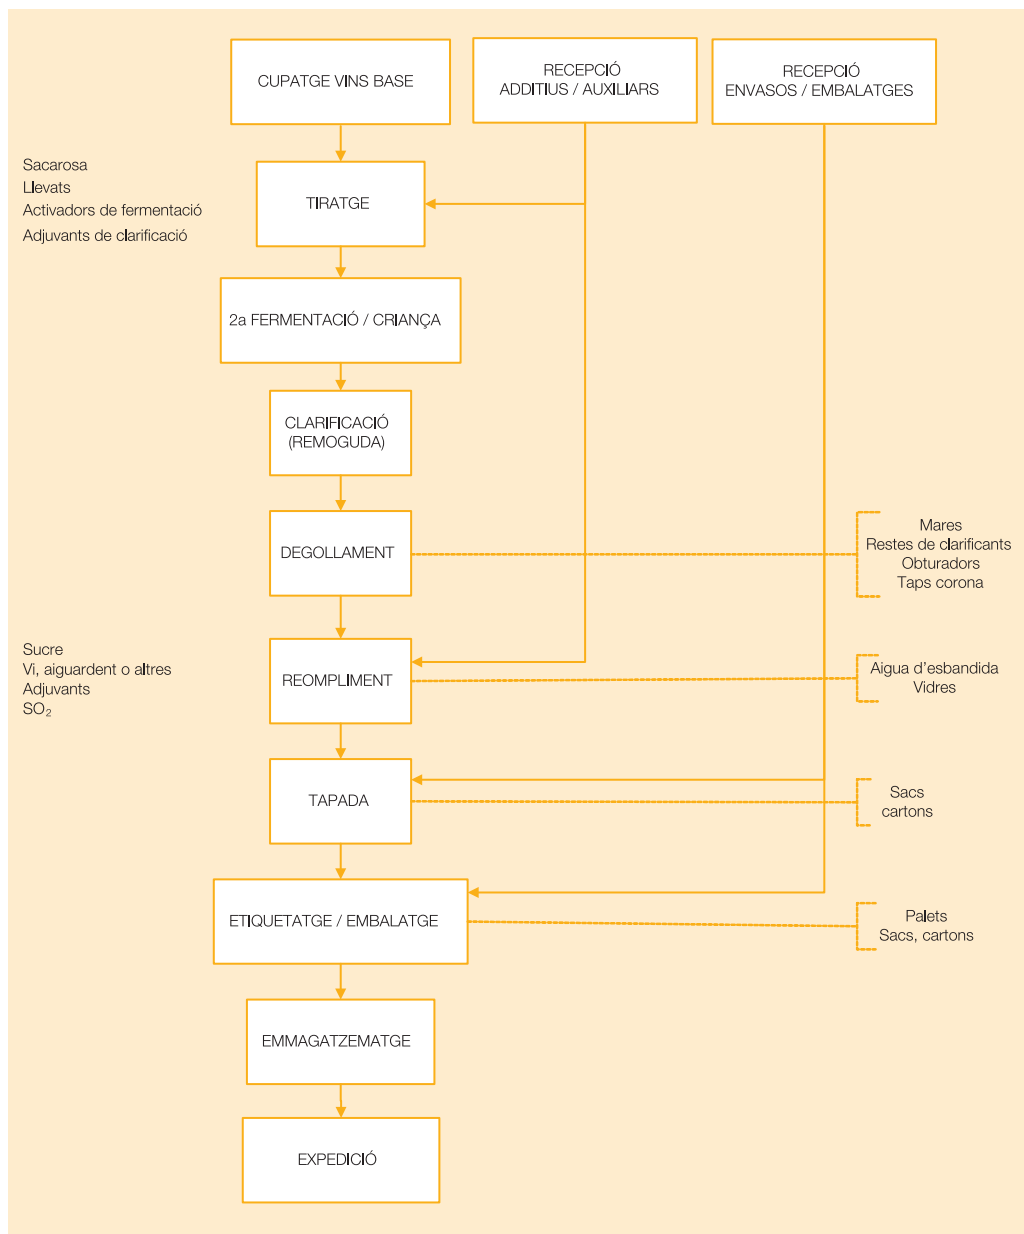 CUPATGE VINS BASE
RECEPCIÓ
ADDITIUS / AUXILIARS
RECEPCIÓ
ENVASOS / EMBALATGES
Sacarosa
Llevats
Activadors de fermentació
Adjuvants de clarificació
TIRATGE
2a FERMENTACIÓ / CRIANÇA
CLARIFICACIÓ
(REMOGUDA)
DEGOLLAMENT
Mares
Restes de clarificants
Obturadors
Taps corona
Sucre
Vi, aiguardent o altres
Adjuvants
SO₂
REOMPLIMENT
Aigua d'esbandida
Vidres
TAPADA
Sacs
cartons
ETIQUETATGE / EMBALATGE
Palets
Sacs, cartons
EMMAGATZEMATGE
EXPEDICIÓ